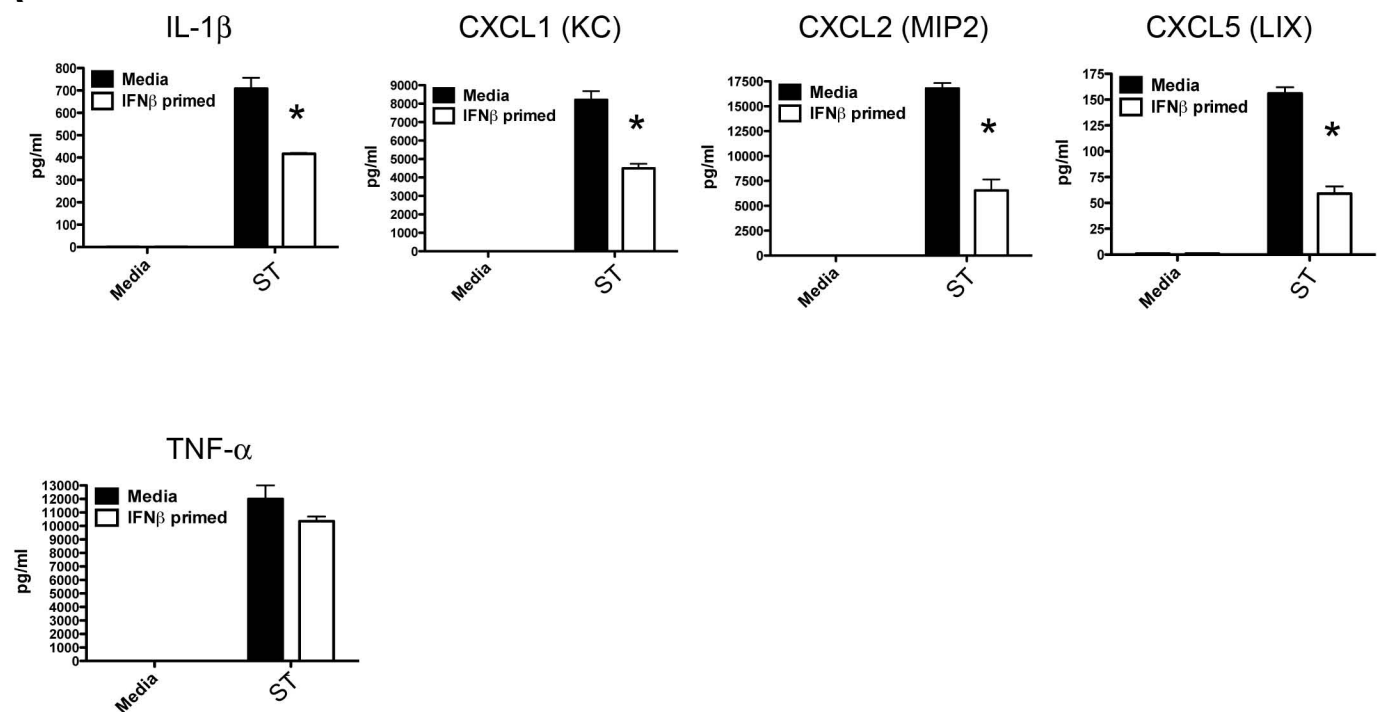 IL-1β
800
700
600
500
400
300
200
100
0
pg/ml
Media
IFNβ primed
*
Media
ST
CXCL1 (KC)
9000
8000
7000
6000
5000
4000
3000
2000
1000
0
pg/ml
Media
IFNβ primed
*
Media
ST
CXCL2 (MIP2)
17500
15000
12500
10000
7500
5000
2500
0
pg/ml
Media
IFNβ primed
*
Media
ST
CXCL5 (LIX)
175
150
125
100
75
50
25
0
pg/ml
Media
IFNβ primed
*
Media
ST
TNF-α
13000
12000
11000
10000
9000
8000
7000
6000
5000
4000
3000
2000
1000
0
pg/ml
Media
IFNβ primed
Media
ST